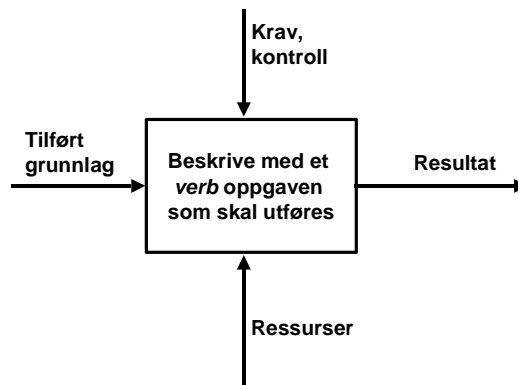 Krav,
kontroll
Tilført
grunnlag
Beskrive med et
verb oppgaven
som skal utføres
Resultat
Ressurser